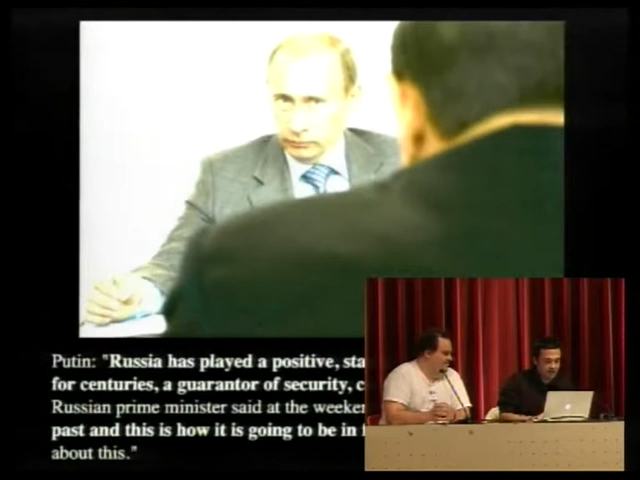 Putin: "Russia has played a positive, sta
for centuries, a guarantor of security, c
Russian prime minister said at the weeke
past and this is how it is going to be in
about this."